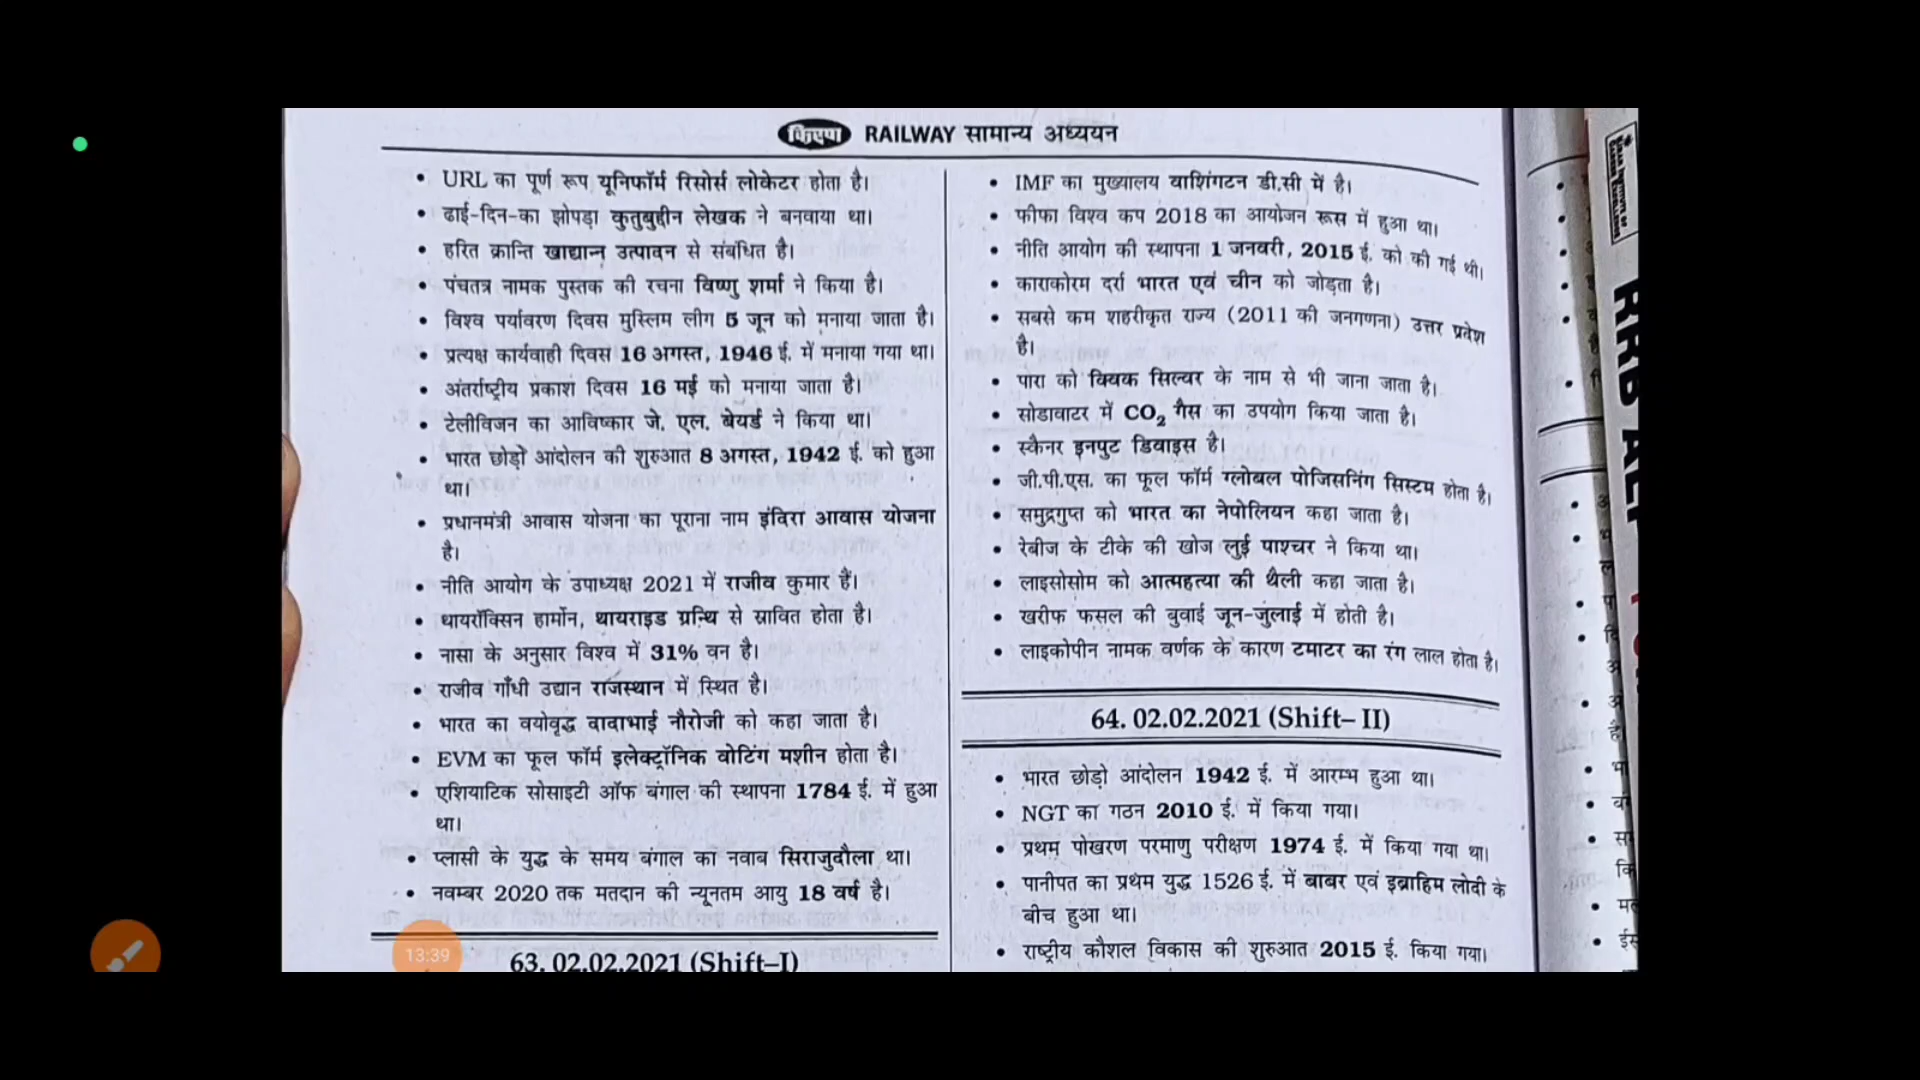 किरण RAILWAY सामान्य अध्ययन
• URL का पूर्ण रूप यूनिफॉर्म रिसोर्स लोकेटर होता है।
• ढाई-दिन-का झोपड़ा कुतुबुद्दीन लेखक ने बनवाया था।
• हरित क्रान्ति खाद्यान्न उत्पादन से संबंधित है।
• पंचतत्र नामक पुस्तक की रचना विष्णु शर्मा ने किया है।
• विश्व पर्यावरण दिवस मुस्लिम लीग 5 जून को मनाया जाता है।
• प्रत्यक्ष कार्यवाही दिवस 16 अगस्त, 1946 ई. में मनाया गया था।
• अंतर्राष्ट्रीय प्रकाश दिवस 16 मई को मनाया जाता है।
• टेलीविजन का आविष्कार जे. एल. बेयर्ड ने किया था।
• भारत छोड़ो आंदोलन की शुरुआत 8 अगस्त, 1942 ई. को हुआ
था।
• प्रधानमंत्री आवास योजना का पूराना नाम इंदिरा आवास योजना
है।
• नीति आयोग के उपाध्यक्ष 2021 में राजीव कुमार हैं।
• थायरॉक्सिन हार्मोन, थायराइड ग्रन्थि से स्रावित होता है।
• नासा के अनुसार विश्व में 31% वन है।
• राजीव गाँधी उद्यान राजस्थान में स्थित है।
• भारत का वयोवृद्ध दादाभाई नौरोजी को कहा जाता है।
• EVM का फूल फॉर्म इलेक्ट्रॉनिक वोटिंग मशीन होता है।
• एशियाटिक सोसाइटी ऑफ बंगाल की स्थापना 1784 ई. में हुआ
था।
• प्लासी के युद्ध के समय बंगाल का नवाब सिराजुदौला था।
• नवम्बर 2020 तक मतदान की न्यूनतम आयु 18 वर्ष है।
63. 02.02.2021 (Shift–I)
13:39
• IMF का मुख्यालय वाशिंगटन डी.सी में है।
• फीफा विश्व कप 2018 का आयोजन रूस में हुआ था।
• नीति आयोग की स्थापना 1 जनवरी, 2015 ई. को की गई थी।
• काराकोरम दर्रा भारत एवं चीन को जोड़ता है।
• सबसे कम शहरीकृत राज्य (2011 की जनगणना) उत्तर प्रदेश
है।
• पारा को क्विक सिल्वर के नाम से भी जाना जाता है।
• सोडावाटर में CO₂ गैस का उपयोग किया जाता है।
• स्कैनर इनपुट डिवाइस है।
• जी.पी.एस. का फूल फॉर्म ग्लोबल पोजिसनिंग सिस्टम होता है।
• समुद्रगुप्त को भारत का नेपोलियन कहा जाता है।
• रेबीज के टीके की खोज लुई पाश्चर ने किया था।
• लाइसोसोम को आत्महत्या की थैली कहा जाता है।
• खरीफ फसल की बुवाई जून-जुलाई में होती है।
• लाइकोपीन नामक वर्णक के कारण टमाटर का रंग लाल होता है।
64. 02.02.2021 (Shift– II)
• भारत छोड़ो आंदोलन 1942 ई. में आरम्भ हुआ था।
• NGT का गठन 2010 ई. में किया गया।
• प्रथम पोखरण परमाणु परीक्षण 1974 ई. में किया गया था।
• पानीपत का प्रथम युद्ध 1526 ई. में बाबर एवं इब्राहिम लोदी के
बीच हुआ था।
• राष्ट्रीय कौशल विकास की शुरुआत 2015 ई. किया गया।
RRB ALP